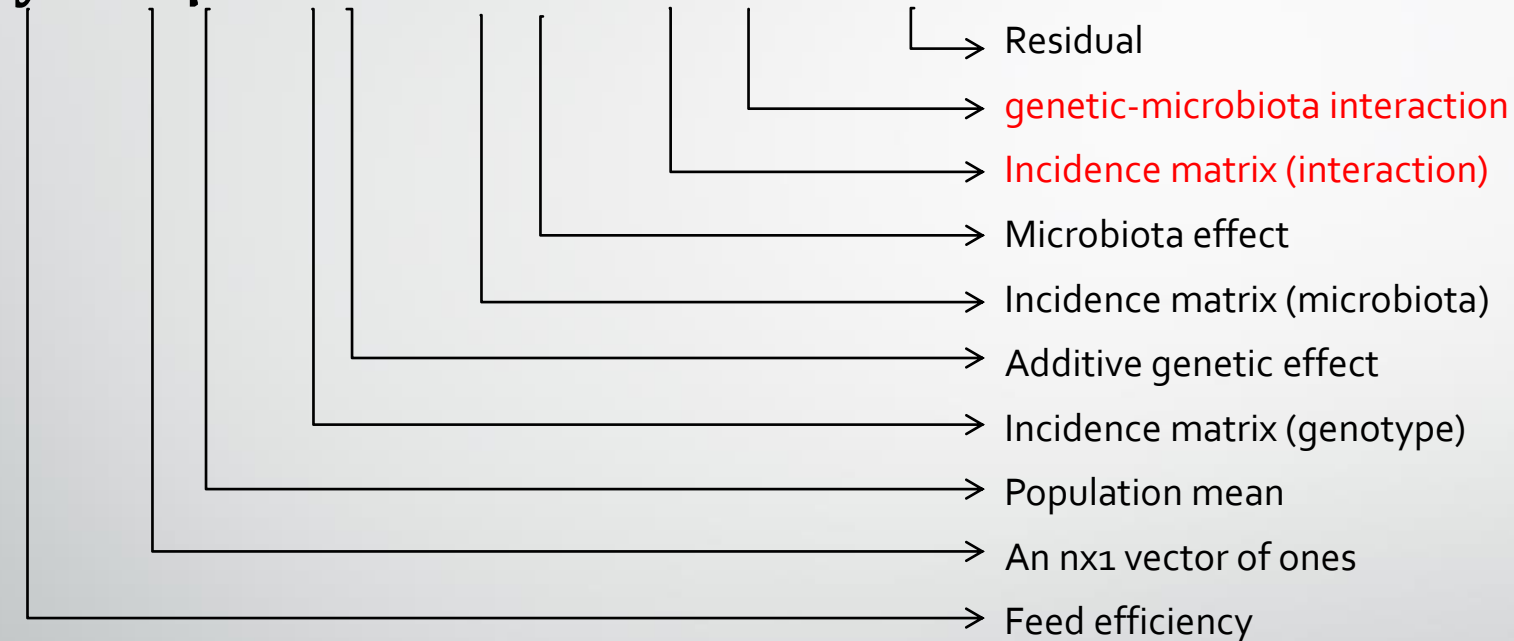 Residual
genetic-microbiota interaction
Incidence matrix (interaction)
Microbiota effect
Incidence matrix (microbiota)
Additive genetic effect
Incidence matrix (genotype)
Population mean
An nx1 vector of ones
Feed efficiency